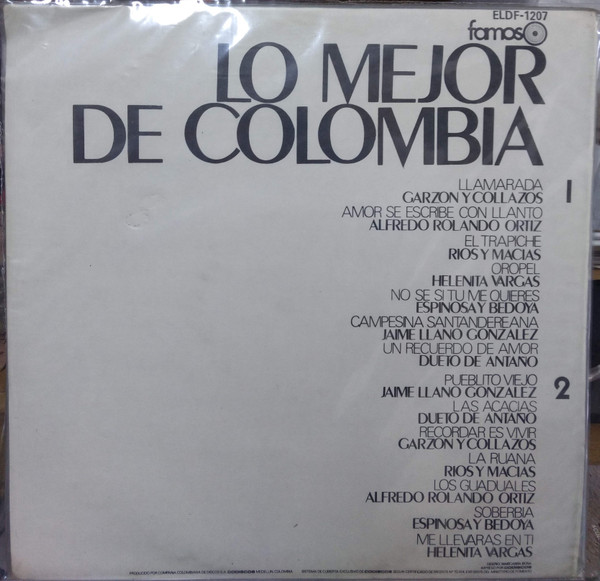 ELDF-1207
famoso
LO MEJOR
DE COLOMBIA
LLAMARADA
1
GARZON Y COLLAZOS
AMOR SE ESCRIBE CON LLANTO
ALFREDO ROLANDO ORTIZ
EL TRAPICHE
RIOS Y MACIAS
OROPEL
HELENITA VARGAS
NO SE SI TU ME QUIERES
ESPINOSA Y BEDOYA
CAMPESINA SANTANDEREANA
JAIME LLANO GONZALEZ
UN RECUERDO DE AMOR
DUETO DE ANTAÑO
PUEBLITO VIEJO
2
JAIME LLANO GONZALEZ
LAS ACACIAS
DUETO DE ANTAÑO
RECORDAR ES VIVIR
GARZON Y COLLAZOS
LA RUANA
RIOS Y MACIAS
LOS GUADUALES
ALFREDO ROLANDO ORTIZ
SOBERBIA
ESPINOSA Y BEDOYA
ME LLEVARAS EN TI
HELENITA VARGAS